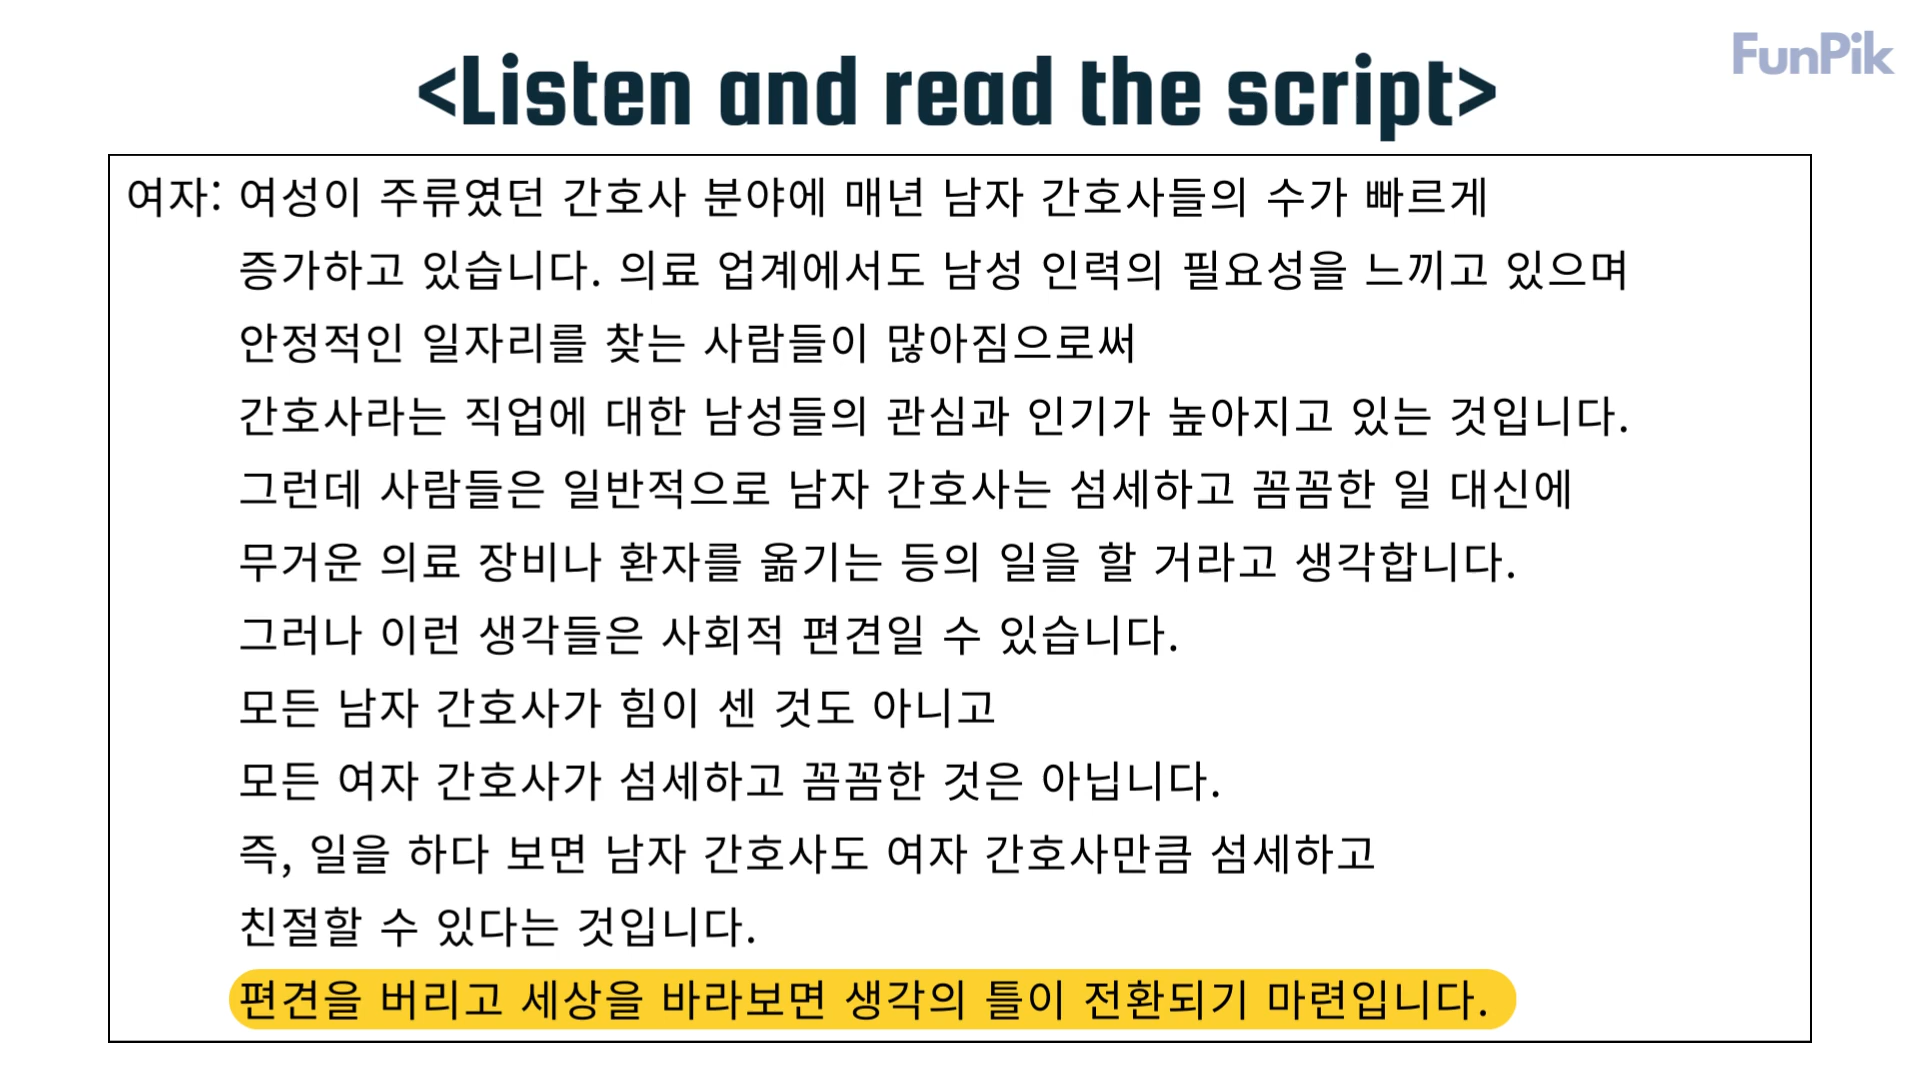 FunPik
<Listen and read the script>
여자: 여성이 주류였던 간호사 분야에 매년 남자 간호사들의 수가 빠르게
증가하고 있습니다. 의료 업계에서도 남성 인력의 필요성을 느끼고 있으며
안정적인 일자리를 찾는 사람들이 많아짐으로써
간호사라는 직업에 대한 남성들의 관심과 인기가 높아지고 있는 것입니다.
그런데 사람들은 일반적으로 남자 간호사는 섬세하고 꼼꼼한 일 대신에
무거운 의료 장비나 환자를 옮기는 등의 일을 할 거라고 생각합니다.
그러나 이런 생각들은 사회적 편견일 수 있습니다.
모든 남자 간호사가 힘이 센 것도 아니고
모든 여자 간호사가 섬세하고 꼼꼼한 것은 아닙니다.
즉, 일을 하다 보면 남자 간호사도 여자 간호사만큼 섬세하고
친절할 수 있다는 것입니다.
편견을 버리고 세상을 바라보면 생각의 틀이 전환되기 마련입니다.